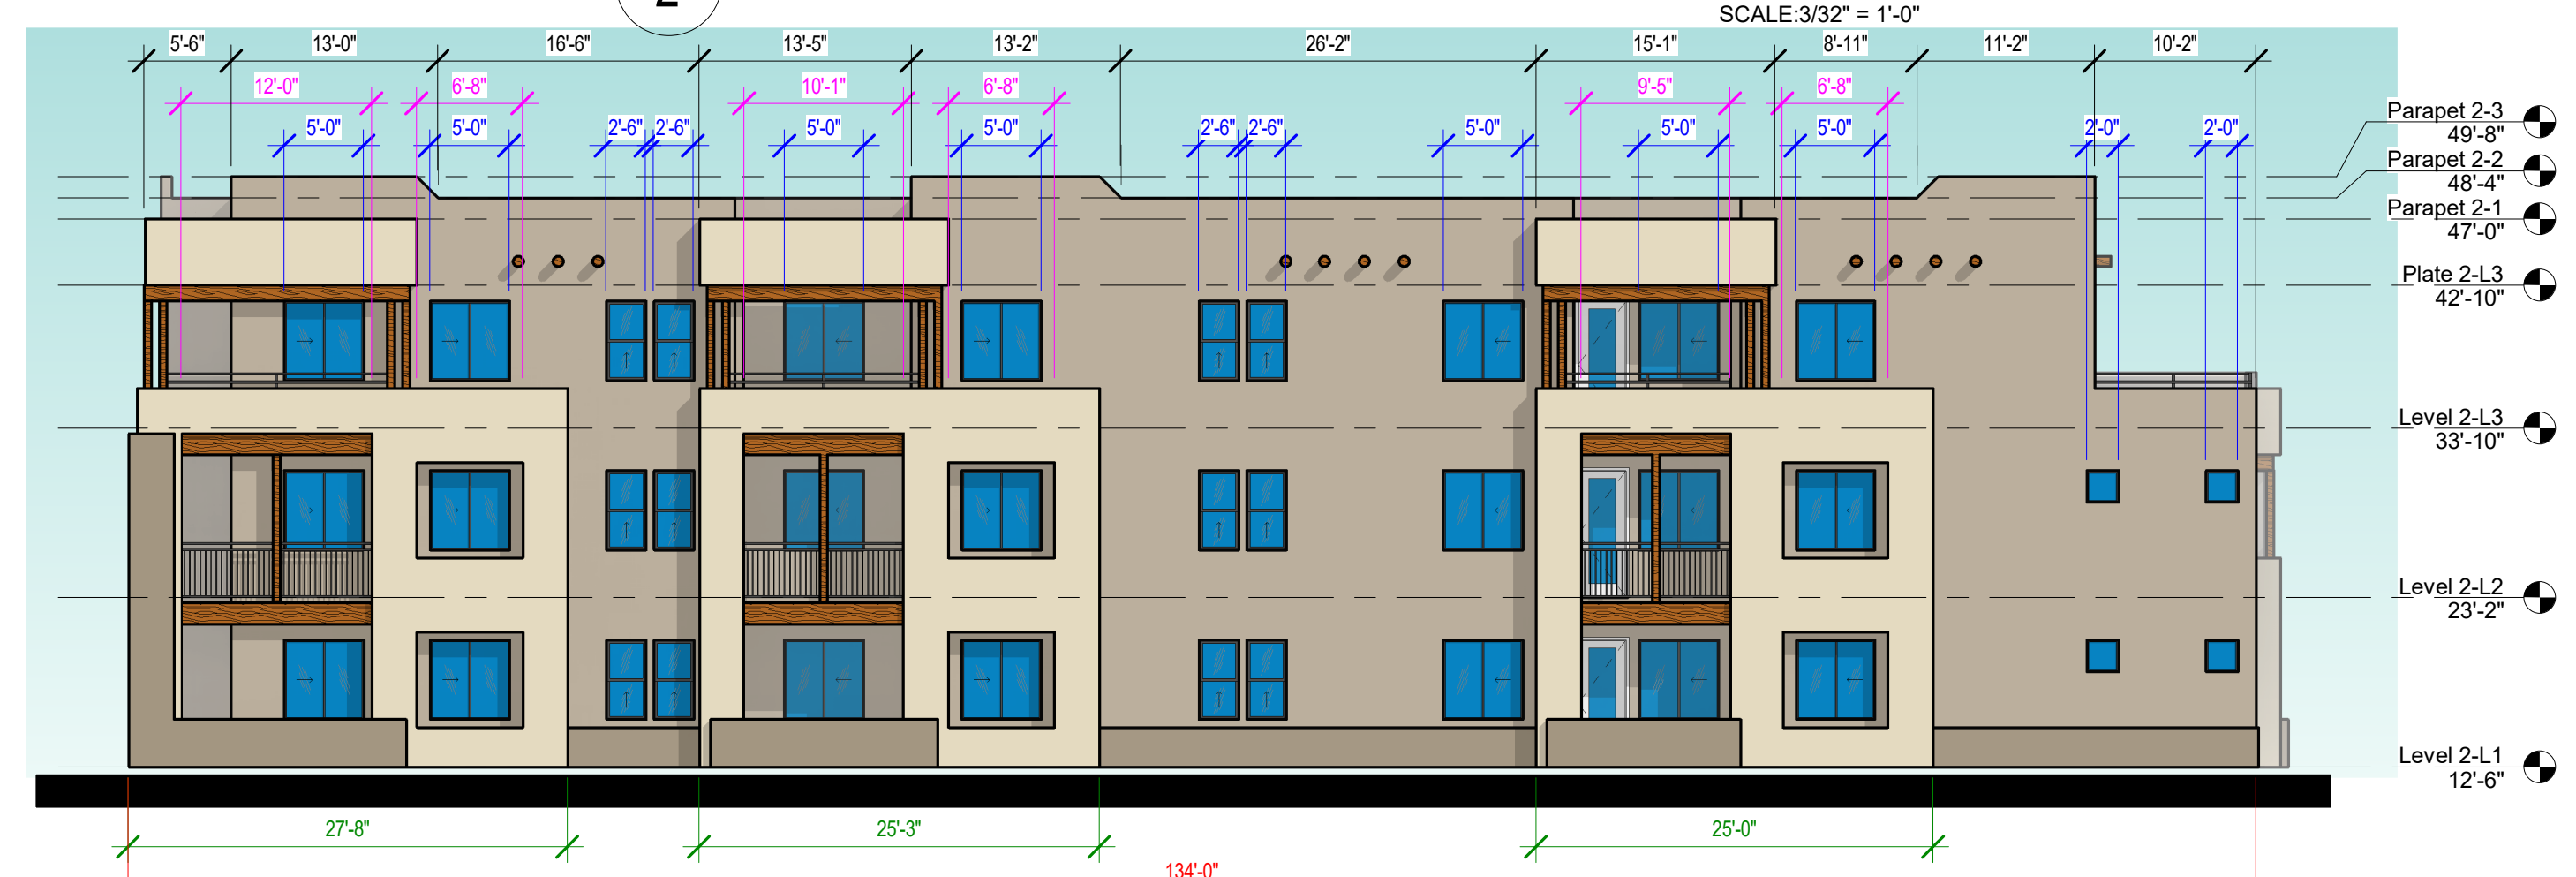 2
SCALE:3/32" = 1'-0"
5'-6" 13'-0" 16'-6" 13'-5" 13'-2" 26'-2" 15'-1" 8'-11" 11'-2" 10'-2"
12'-0" 6'-8" 10'-1" 6'-8" 9'-5" 6'-8"
5'-0" 5'-0" 2'-6" 2'-6" 5'-0" 5'-0" 2'-6" 2'-6" 5'-0" 5'-0" 5'-0" 2'-0" 2'-0"
Parapet 2-3
49'-8"
Parapet 2-2
48'-4"
Parapet 2-1
47'-0"
Plate 2-L3
42'-10"
Level 2-L3
33'-10"
Level 2-L2
23'-2"
Level 2-L1
12'-6"
27'-8" 25'-3" 25'-0"
134'-0"